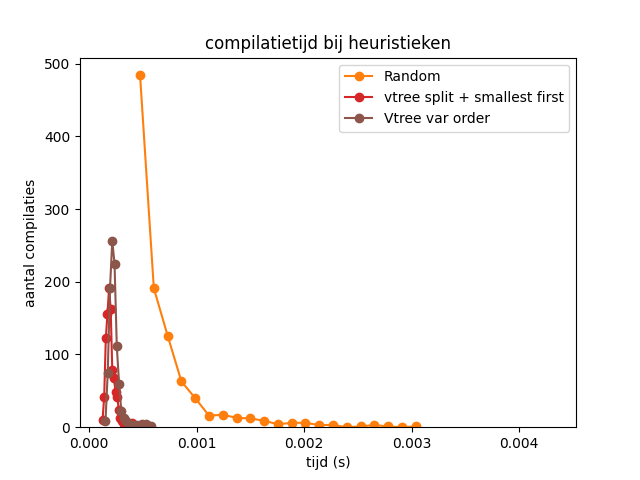 compilatietijd bij heuristieken
500
400
300
200
100
0
aantal compilaties
Random
vtree split + smallest first
Vtree var order
0.000
0.001
0.002
0.003
0.004
tijd (s)